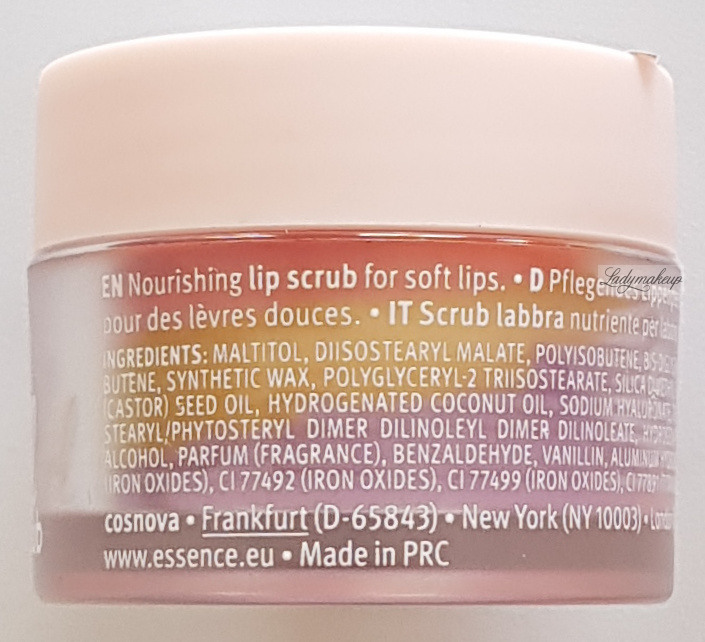 EN Nourishing lip scrub for soft lips. • D
Ladymakeup
pour des lèvres douces. • IT Scrub labbra nutriente per
INGREDIENTS: MALTITOL, DIISOSTEARYL MALATE, POLYISOBUTENE,
BUTENE, SYNTHETIC WAX, POLYGLYCERYL-2 TRIISOSTEARATE, SILICA
(CASTOR) SEED OIL, HYDROGENATED COCONUT OIL, SODIUM
STEARYL/PHYTOSTERYL DIMER DILINOLEYL DIMER DILINOLEATE,
ALCOHOL, PARFUM (FRAGRANCE), BENZALDEHYDE, VANILLIN,
(IRON OXIDES), CI 77492 (IRON OXIDES), CI 77499 (IRON OXIDES),
cosnova • Frankfurt (D-65843) • New York (NY 10003) •
www.essence.eu • Made in PRC